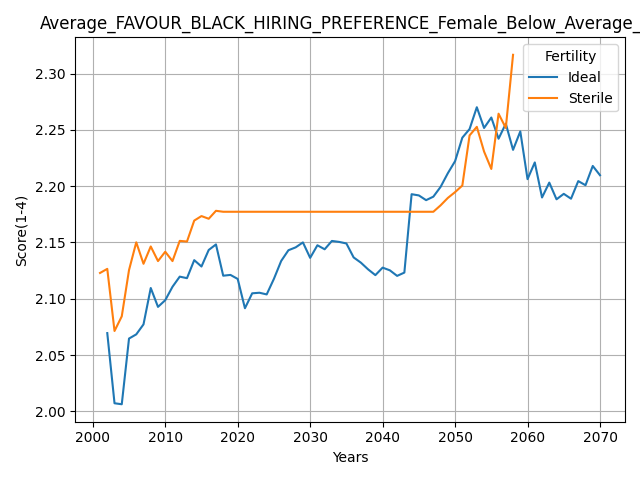 Average_FAVOUR_BLACK_HIRING_PREFERENCE_Female_Below_Average_
Fertility
Ideal
Sterile
2.30
2.25
2.20
2.15
2.10
2.05
2.00
Score(1-4)
2000 2010 2020 2030 2040 2050 2060 2070
Years